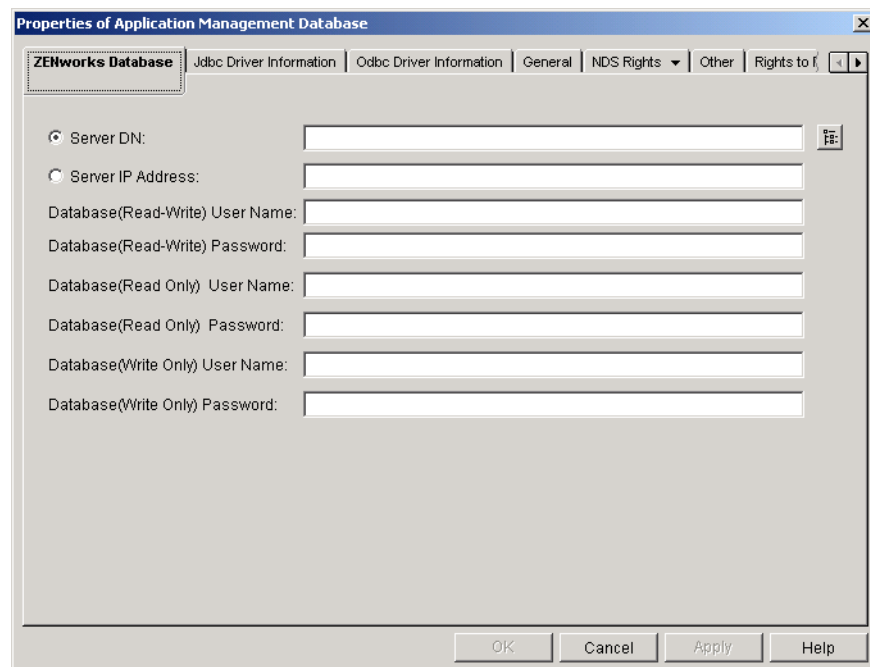 Properties of Application Management Database
ZENworks Database Jdbc Driver Information Odbc Driver Information General NDS Rights Other Rights to
Server DN:
Server IP Address:
Database(Read-Write) User Name:
Database(Read-Write) Password:
Database(Read Only) User Name:
Database(Read Only) Password:
Database(Write Only) User Name:
Database(Write Only) Password:
OK Cancel Apply Help